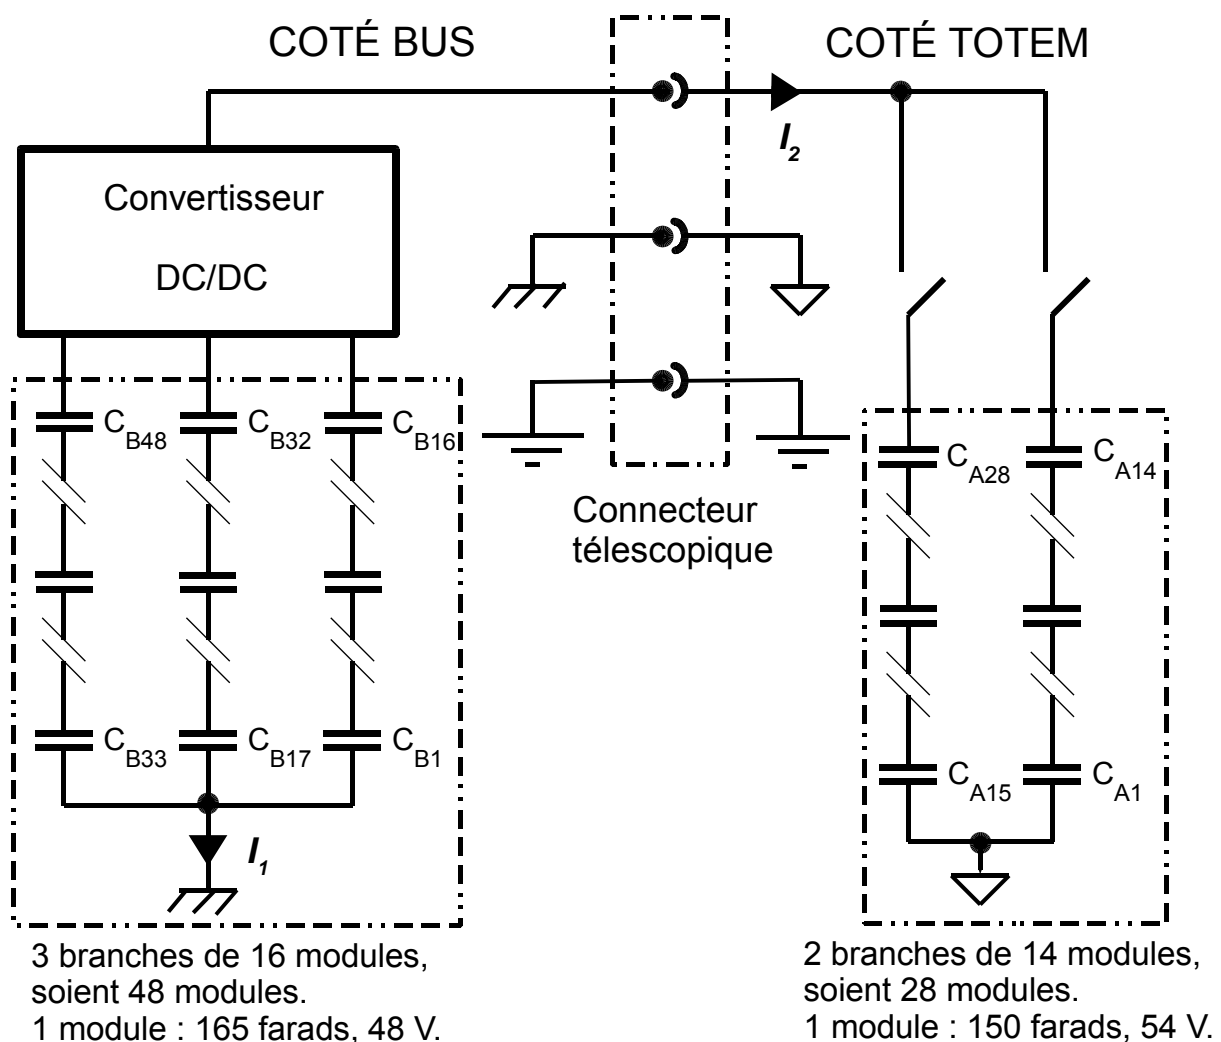 COTÉ BUS
COTÉ TOTEM
I2
Convertisseur
DC/DC
CB48
CB32
CB16
CA28
CA14
Connecteur
télescopique
CB33
CB17
CB1
CA15
CA1
I1
3 branches de 16 modules,
soient 48 modules.
1 module : 165 farads, 48 V.
2 branches de 14 modules,
soient 28 modules.
1 module : 150 farads, 54 V.